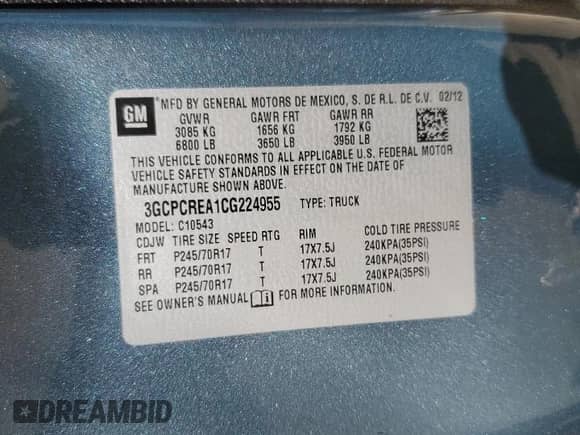 GM MFD BY GENERAL MOTORS DE MEXICO, S. DE R.L. DE C.V. 02/12
GVWR GAWR FRT GAWR RR
3085 KG 1656 KG 1792 KG
6800 LB 3650 LB 3950 LB
THIS VEHICLE CONFORMS TO ALL APPLICABLE U.S. FEDERAL MOTOR
VEHICLE SAFETY STANDARDS IN EFFECT ON THE DATE OF
MANUFACTURE SHOWN ABOVE.
3GCPCREA1CG224955 TYPE: TRUCK
MODEL: C10543
CDJW TIRE SIZE SPEED RTG RIM COLD TIRE PRESSURE
FRT P245/70R17 T 17X7.5J 240KPA(35PSI)
RR P245/70R17 T 17X7.5J 240KPA(35PSI)
SPA P245/70R17 T 17X7.5J 240KPA(35PSI)
SEE OWNER'S MANUAL FOR MORE INFORMATION.
DREAMBID